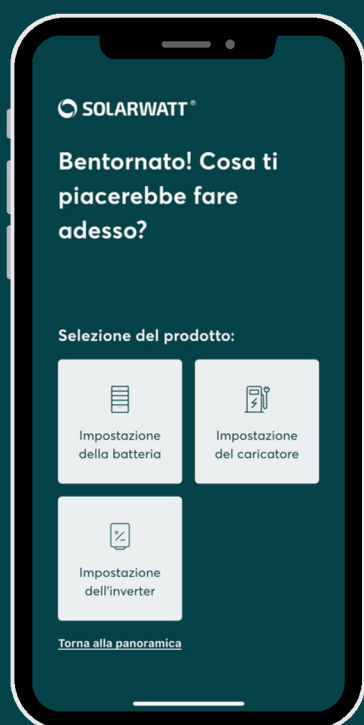 SOLARWATT®
Bentornato! Cosa ti
piacerebbe fare
adesso?
Selezione del prodotto:
Impostazione
della batteria
Impostazione
del caricatore
Impostazione
dell'inverter
Torna alla panoramica